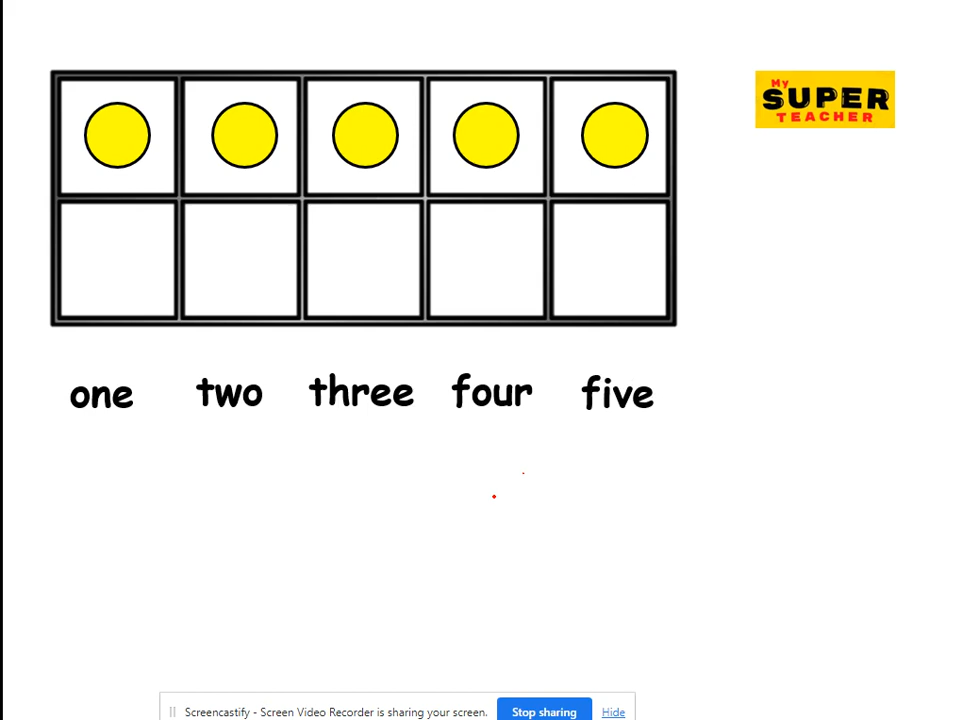 My
SUPER
TEACHER
one two three four five
Screencastify - Screen Video Recorder is sharing your screen. Stop sharing Hide